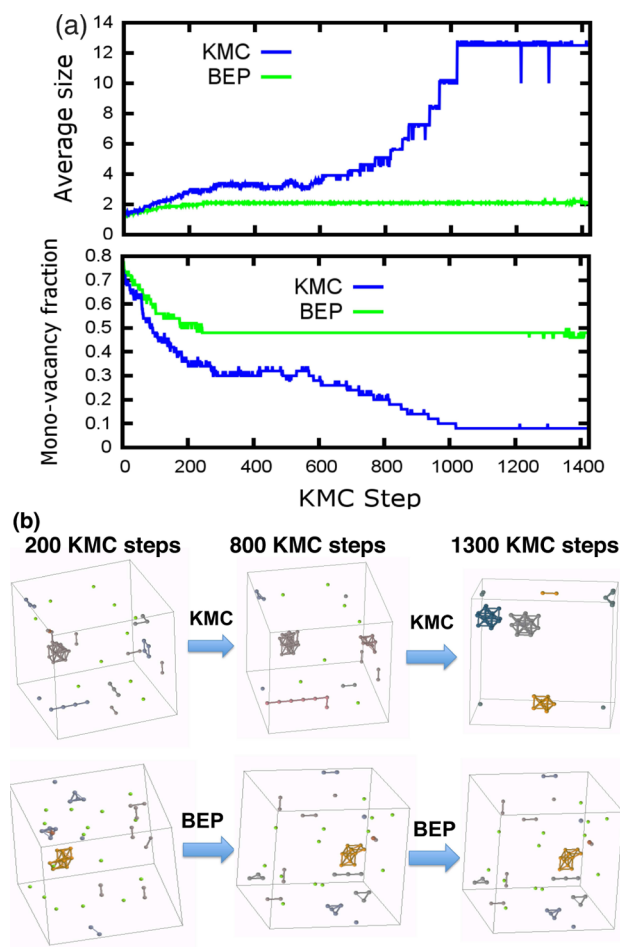 (a)
Average size
14
12
10
8
6
4
2
0
KMC
BEP
Mono-vacancy fraction
0.8
0.7
0.6
0.5
0.4
0.3
0.2
0.1
0
KMC
BEP
0 200 400 600 800 1000 1200 1400
KMC Step
(b)
200 KMC steps 800 KMC steps 1300 KMC steps
KMC KMC
BEP BEP